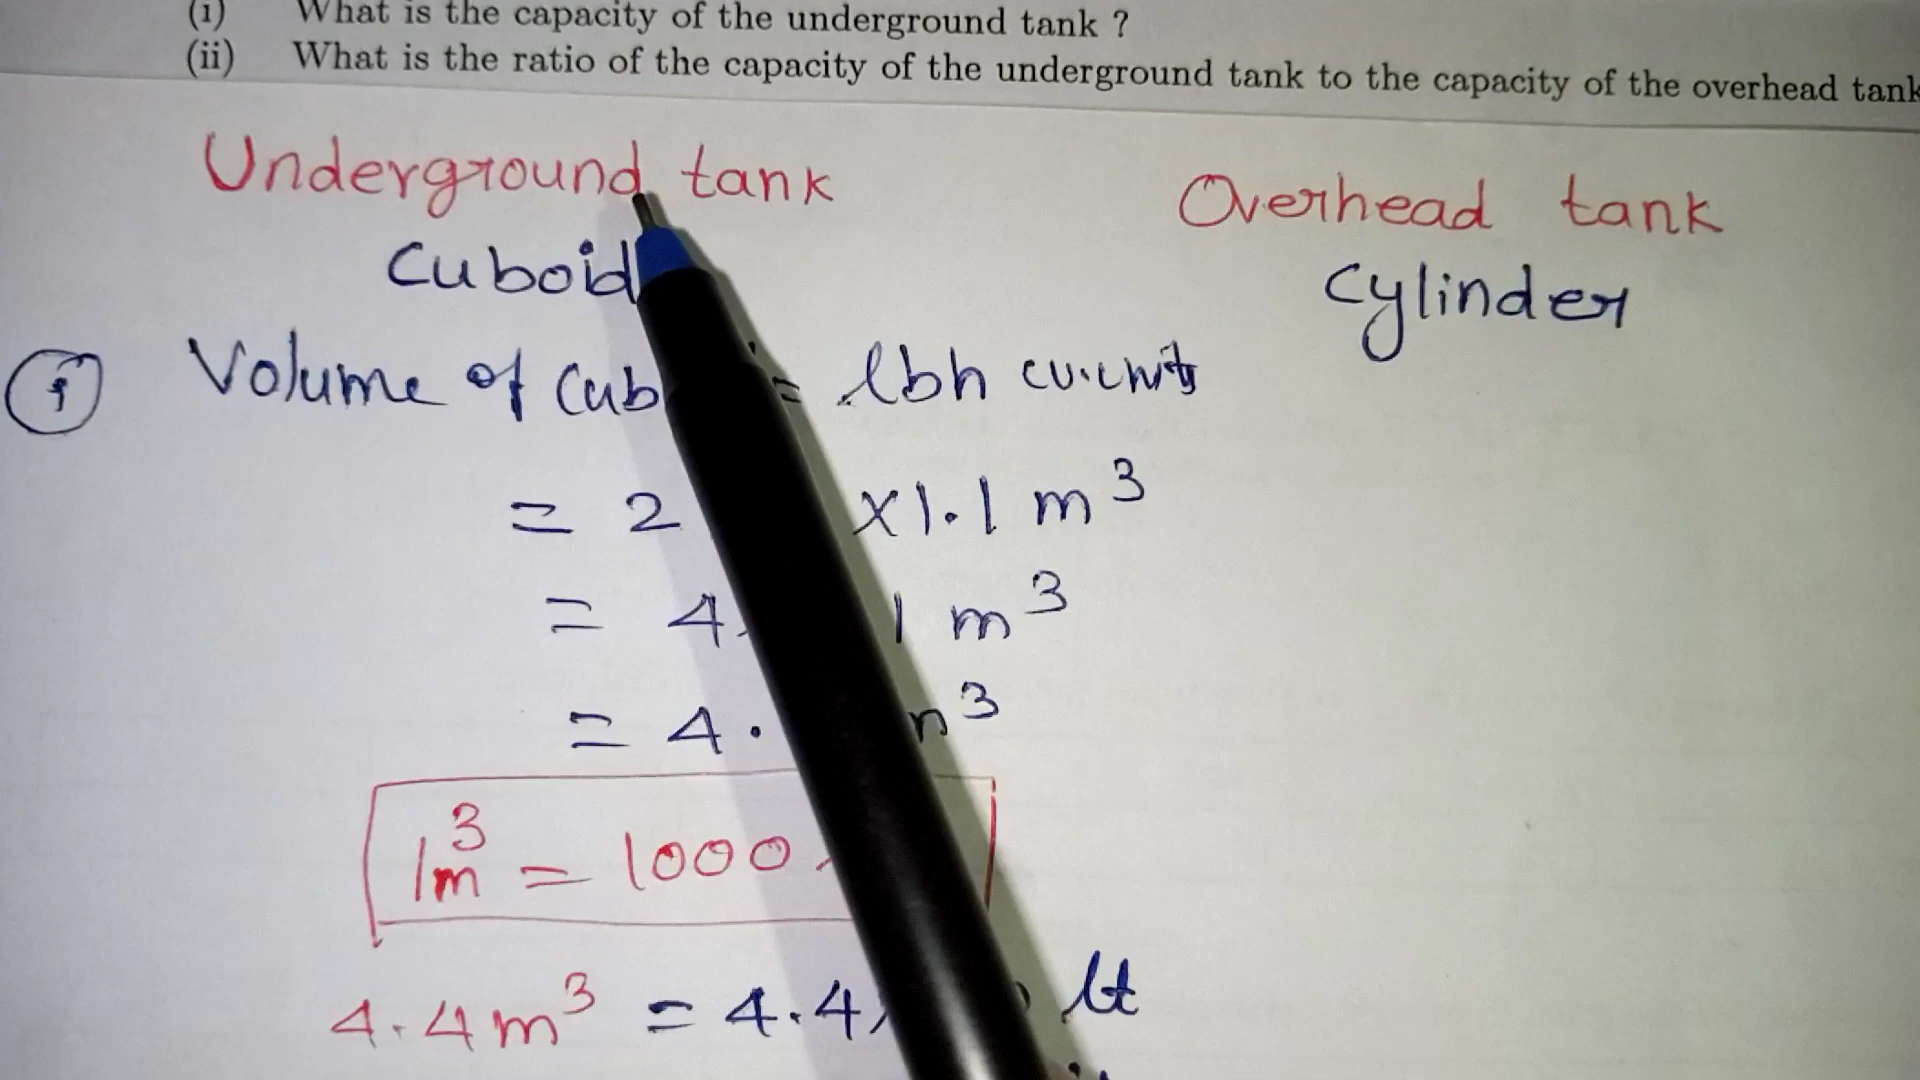 (i) What is the capacity of the underground tank ?
(ii) What is the ratio of the capacity of the underground tank to the capacity of the overhead tank
Underground tank
Overhead tank
Cuboid
Cylinder
(i) Volume of cub = lbh cu.units
= 2 x1.1 m³
= 4. 1 m³
= 4. m³
1m³ = 1000
4.4m³ = 4.4 lt